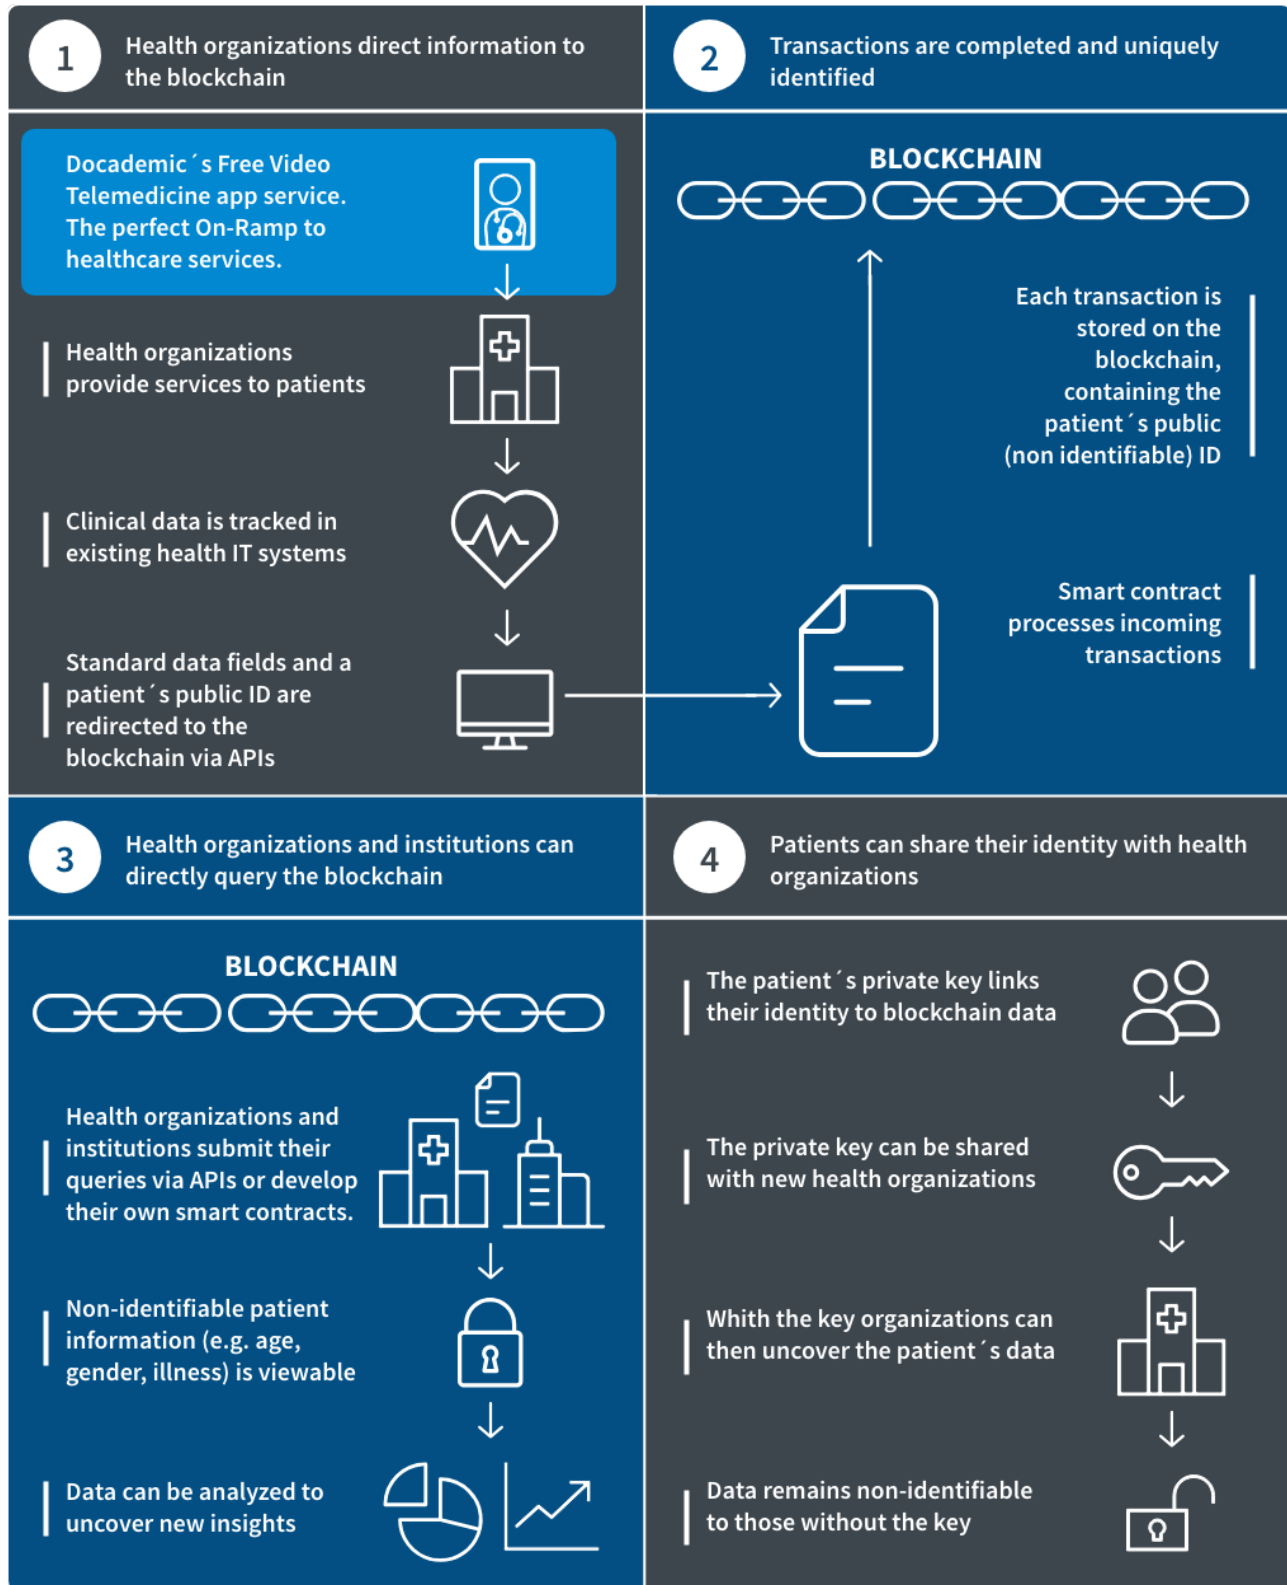 1
Health organizations direct information to
the blockchain
Docademic´s Free Video
Telemedicine app service.
The perfect On-Ramp to
healthcare services.
Health organizations
provide services to patients
Clinical data is tracked in
existing health IT systems
Standard data fields and a
patient´s public ID are
redirected to the
blockchain via APIs
2
Transactions are completed and uniquely
identified
BLOCKCHAIN
Each transaction is
stored on the
blockchain,
containing the
patient´s public
(non identifiable) ID
Smart contract
processes incoming
transactions
3
Health organizations and institutions can
directly query the blockchain
BLOCKCHAIN
Health organizations and
institutions submit their
queries via APIs or develop
their own smart contracts.
Non-identifiable patient
information (e.g. age,
gender, illness) is viewable
Data can be analyzed to
uncover new insights
4
Patients can share their identity with health
organizations
The patient´s private key links
their identity to blockchain data
The private key can be shared
with new health organizations
Whith the key organizations can
then uncover the patient´s data
Data remains non-identifiable
to those without the key